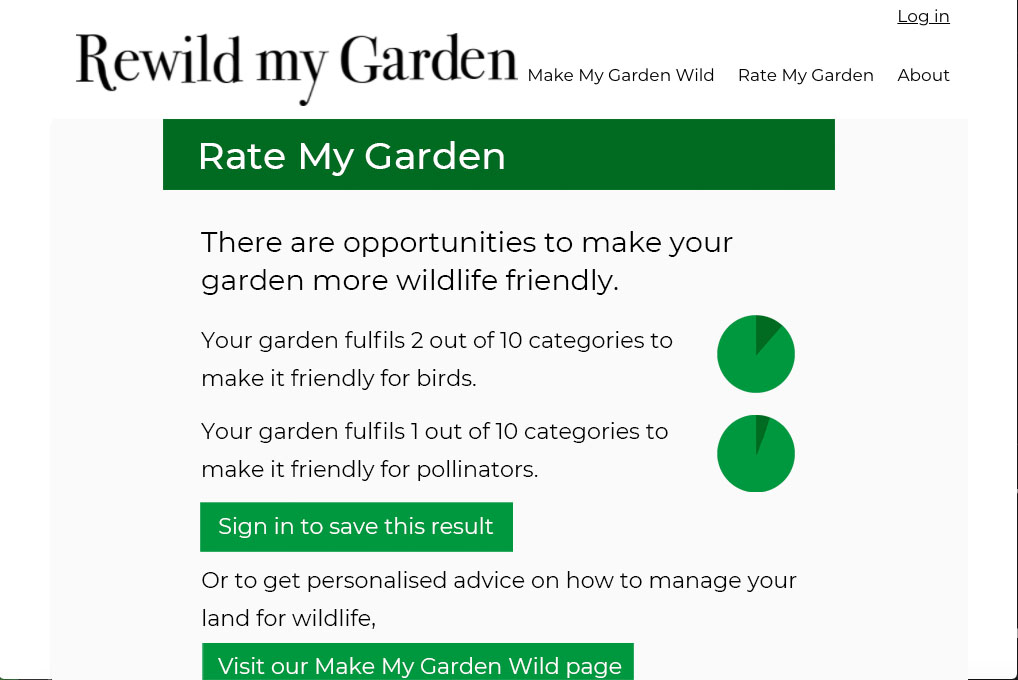 Log in
Rewild my Garden
Make My Garden Wild
Rate My Garden
About
Rate My Garden
There are opportunities to make your
garden more wildlife friendly.
Your garden fulfils 2 out of 10 categories to
make it friendly for birds.
Your garden fulfils 1 out of 10 categories to
make it friendly for pollinators.
Sign in to save this result
Or to get personalised advice on how to manage your
land for wildlife,
Visit our Make My Garden Wild page